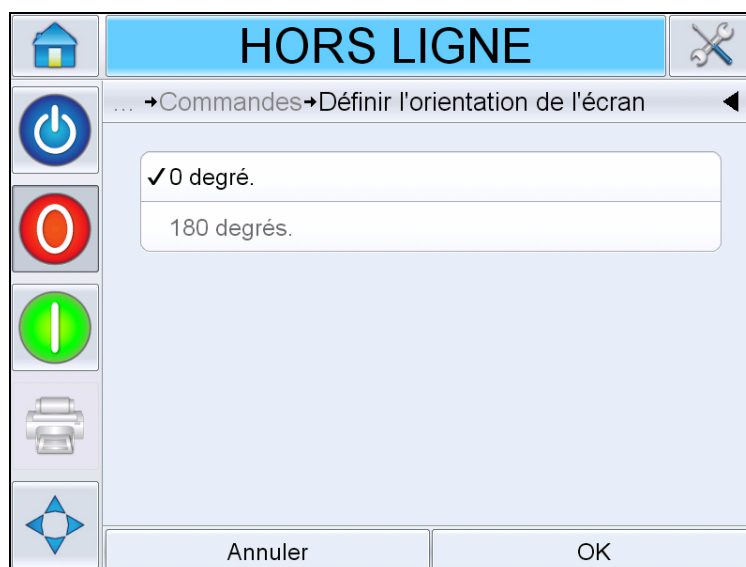 HORS LIGNE
... →Commandes→Définir l'orientation de l'écran
✓0 degré.
180 degrés.
Annuler
OK